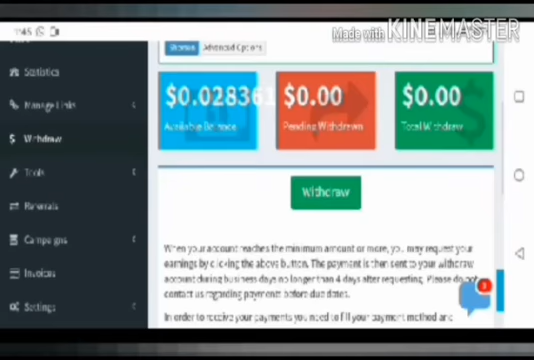 11:45
Made with KINEMASTER
Shorten Advanced Options
Statistics
Manage Links
Withdraw
Tools
Referrals
Campaigns
Invoices
Settings
$0.028361
Available Balance
$0.00
Pending Withdrawn
$0.00
Total Withdraw
Withdraw
When your account reaches the minimum amount or more, you may request your
earnings by clicking the above button. The payment is then sent to your withdraw
account during business days no longer than 4 days after requesting. Please do not
contact us regarding payments before due dates.
In order to receive your payments you need to fill your payment method and